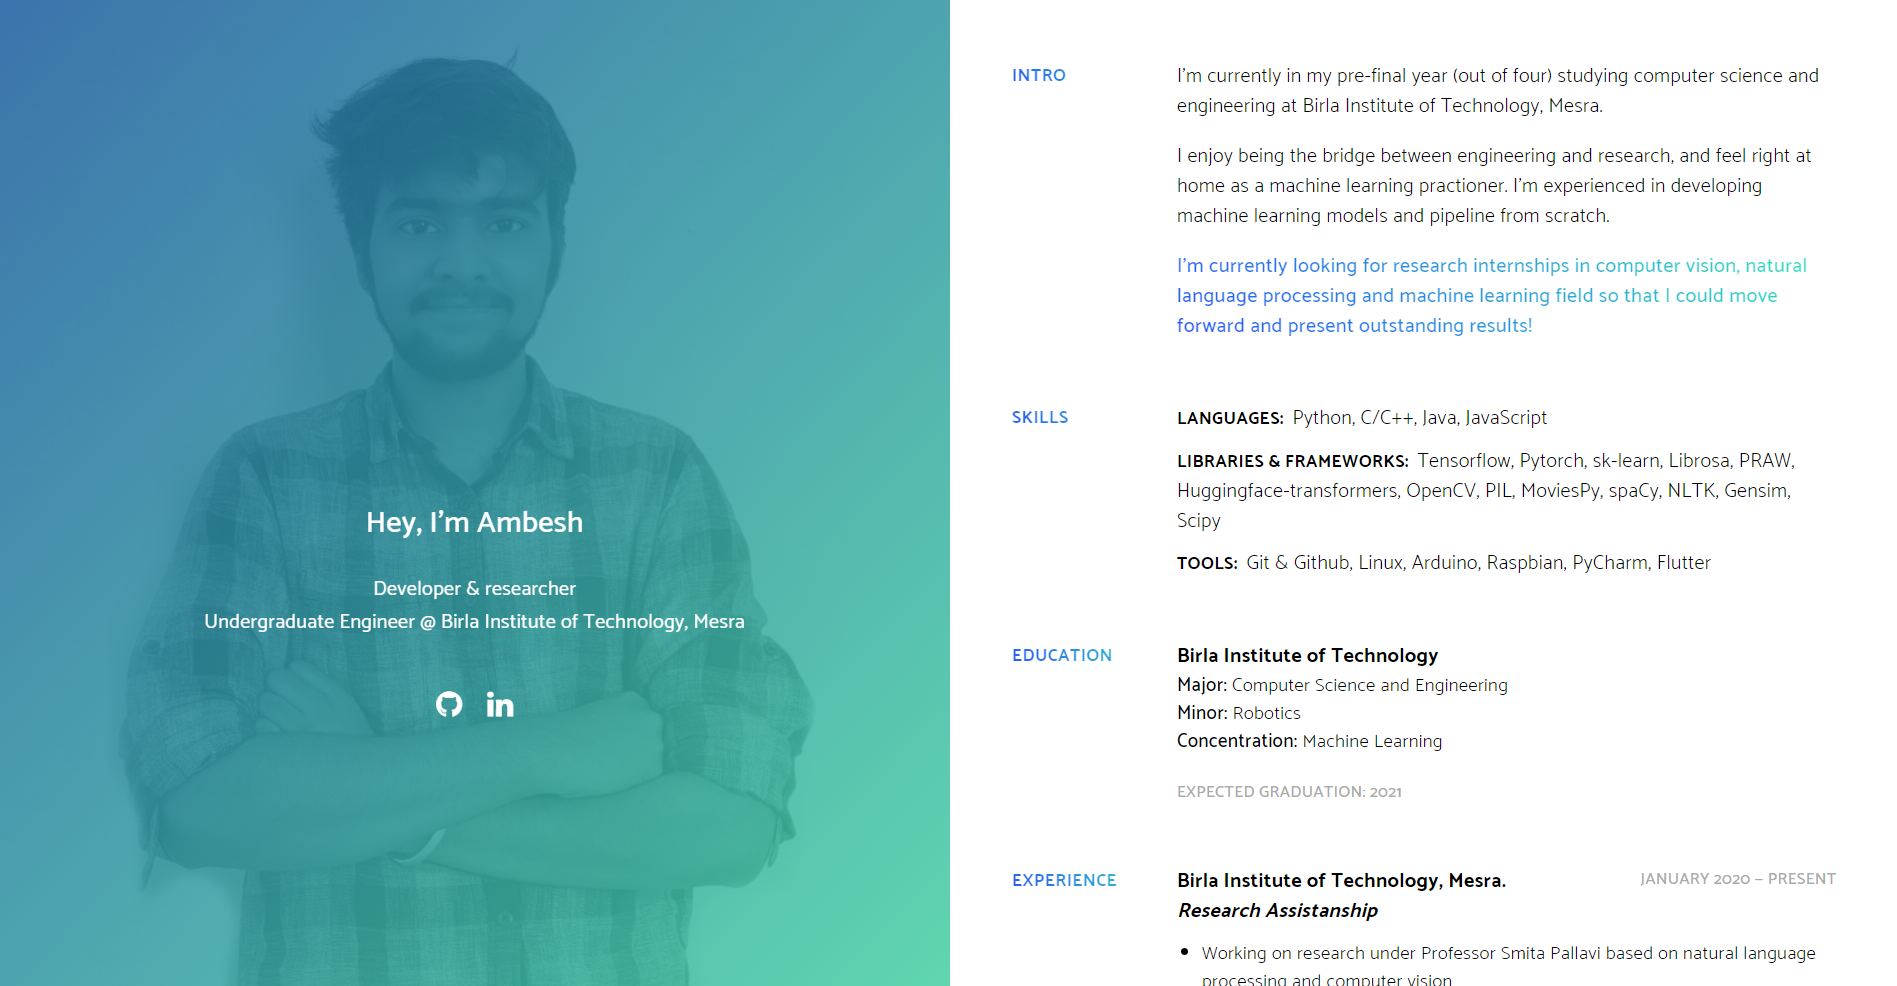 Hey, I'm Ambesh
Developer & researcher
Undergraduate Engineer @ Birla Institute of Technology, Mesra
in
INTRO
I'm currently in my pre-final year (out of four) studying computer science and
engineering at Birla Institute of Technology, Mesra.
I enjoy being the bridge between engineering and research, and feel right at
home as a machine learning practioner. I'm experienced in developing
machine learning models and pipeline from scratch.
I'm currently looking for research internships in computer vision, natural
language processing and machine learning field so that I could move
forward and present outstanding results!
SKILLS
LANGUAGES: Python, C/C++, Java, JavaScript
LIBRARIES & FRAMEWORKS: Tensorflow, Pytorch, sk-learn, Librosa, PRAW,
Huggingface-transformers, OpenCV, PIL, MoviesPy, spaCy, NLTK, Gensim,
Scipy
TOOLS: Git & Github, Linux, Arduino, Raspbian, PyCharm, Flutter
EDUCATION
Birla Institute of Technology
Major: Computer Science and Engineering
Minor: Robotics
Concentration: Machine Learning
EXPECTED GRADUATION: 2021
EXPERIENCE
Birla Institute of Technology, Mesra. JANUARY 2020 – PRESENT
Research Assistanship
• Working on research under Professor Smita Pallavi based on natural language
processing and computer vision